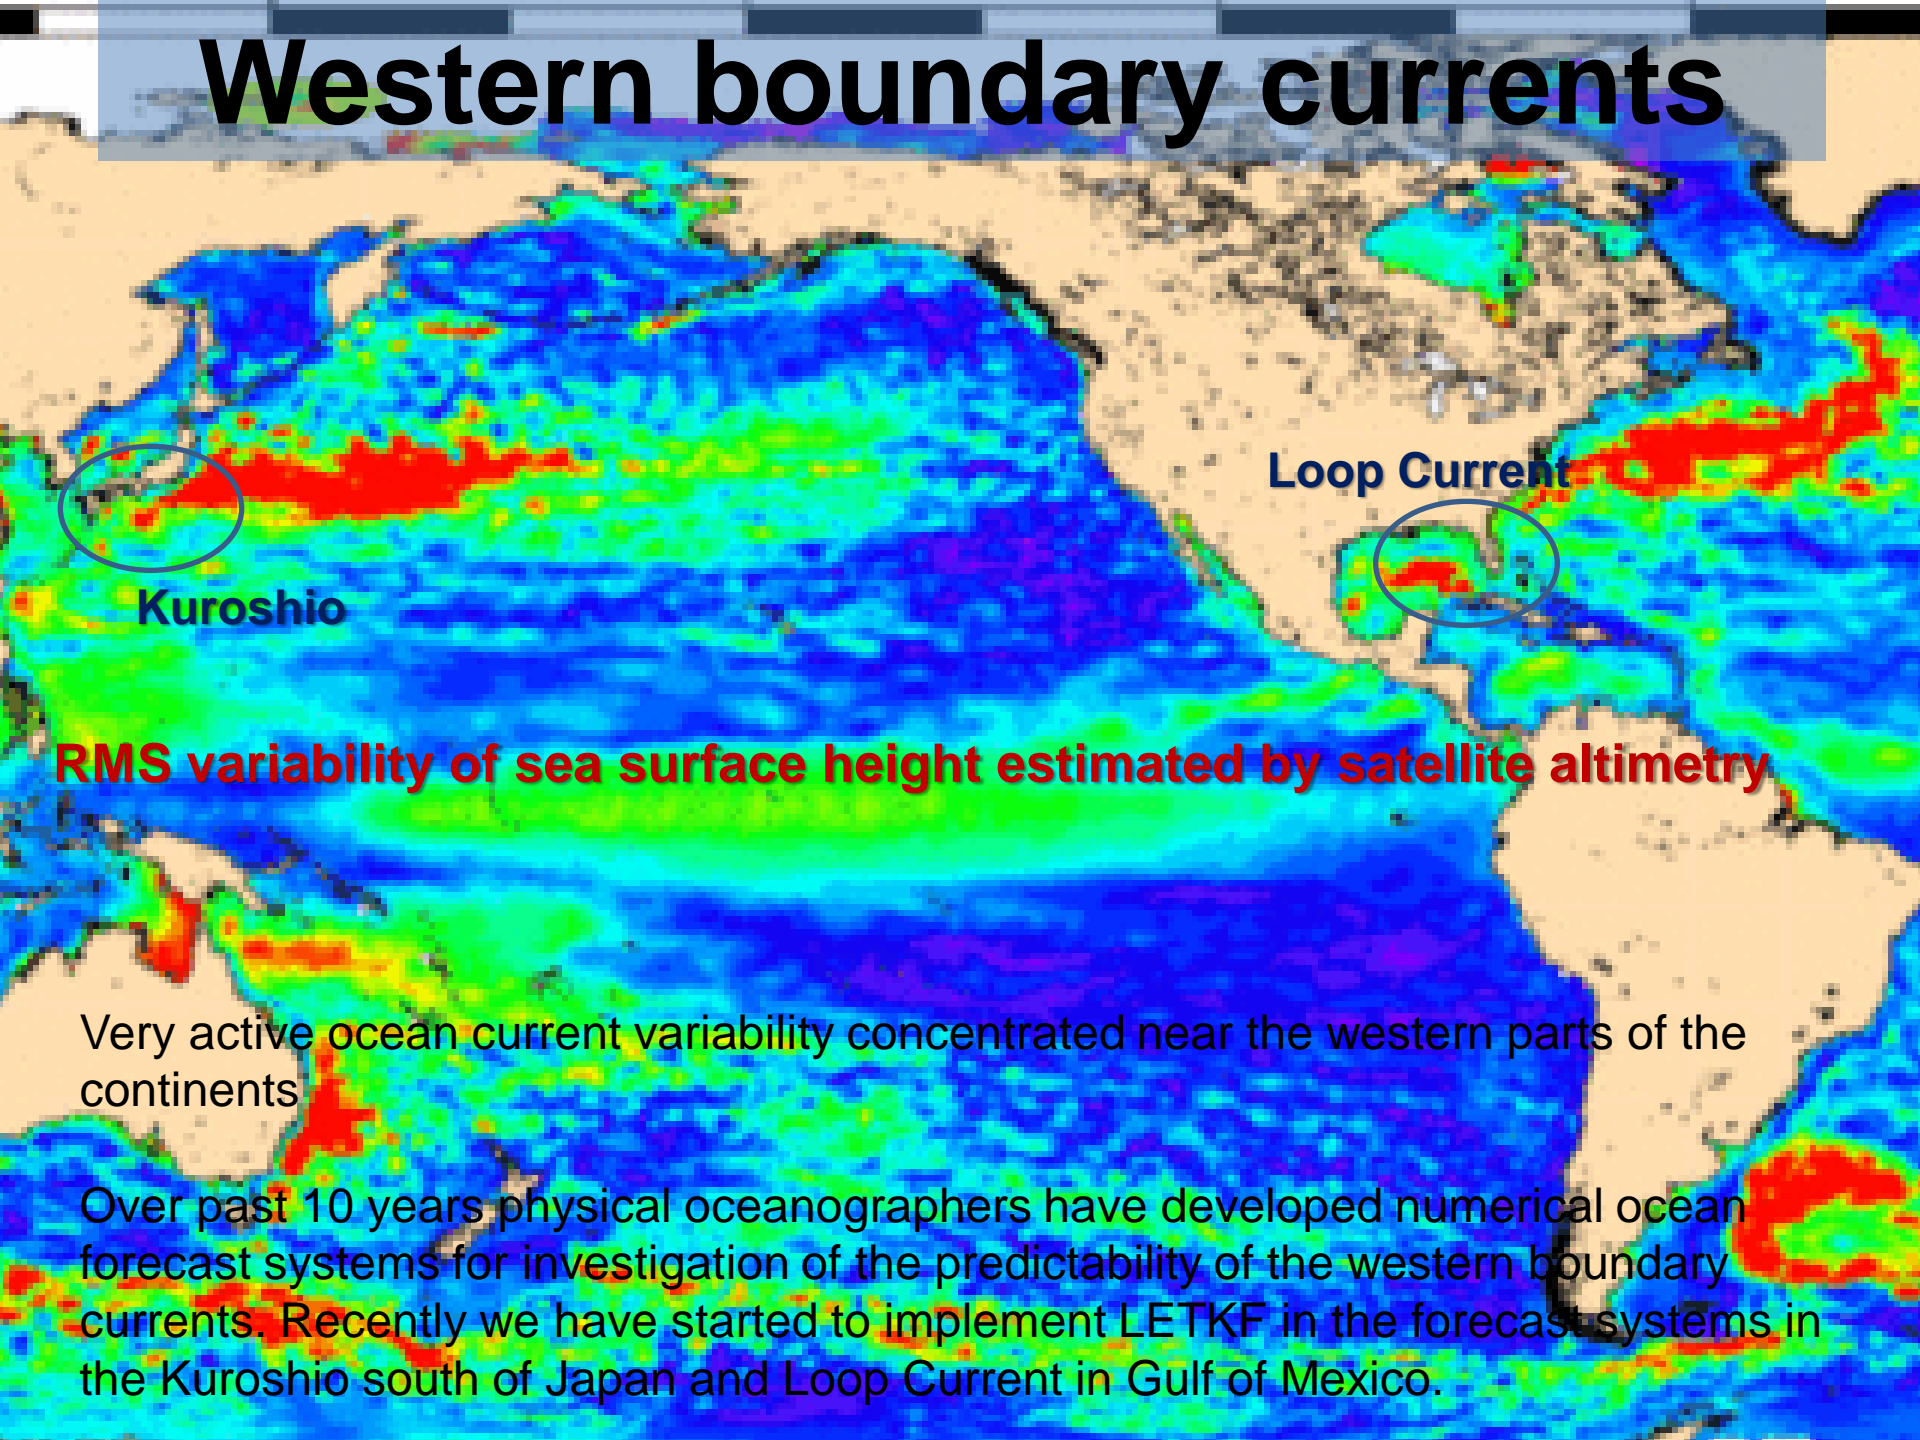 Western boundary currents
Loop Current
Kuroshio
RMS variability of sea surface height estimated by satellite altimetry
Very active ocean current variability concentrated near the western parts of the
continents
Over past 10 years physical oceanographers have developed numerical ocean
forecast systems for investigation of the predictability of the western boundary
currents. Recently we have started to implement LETKF in the forecast systems in
the Kuroshio south of Japan and Loop Current in Gulf of Mexico.